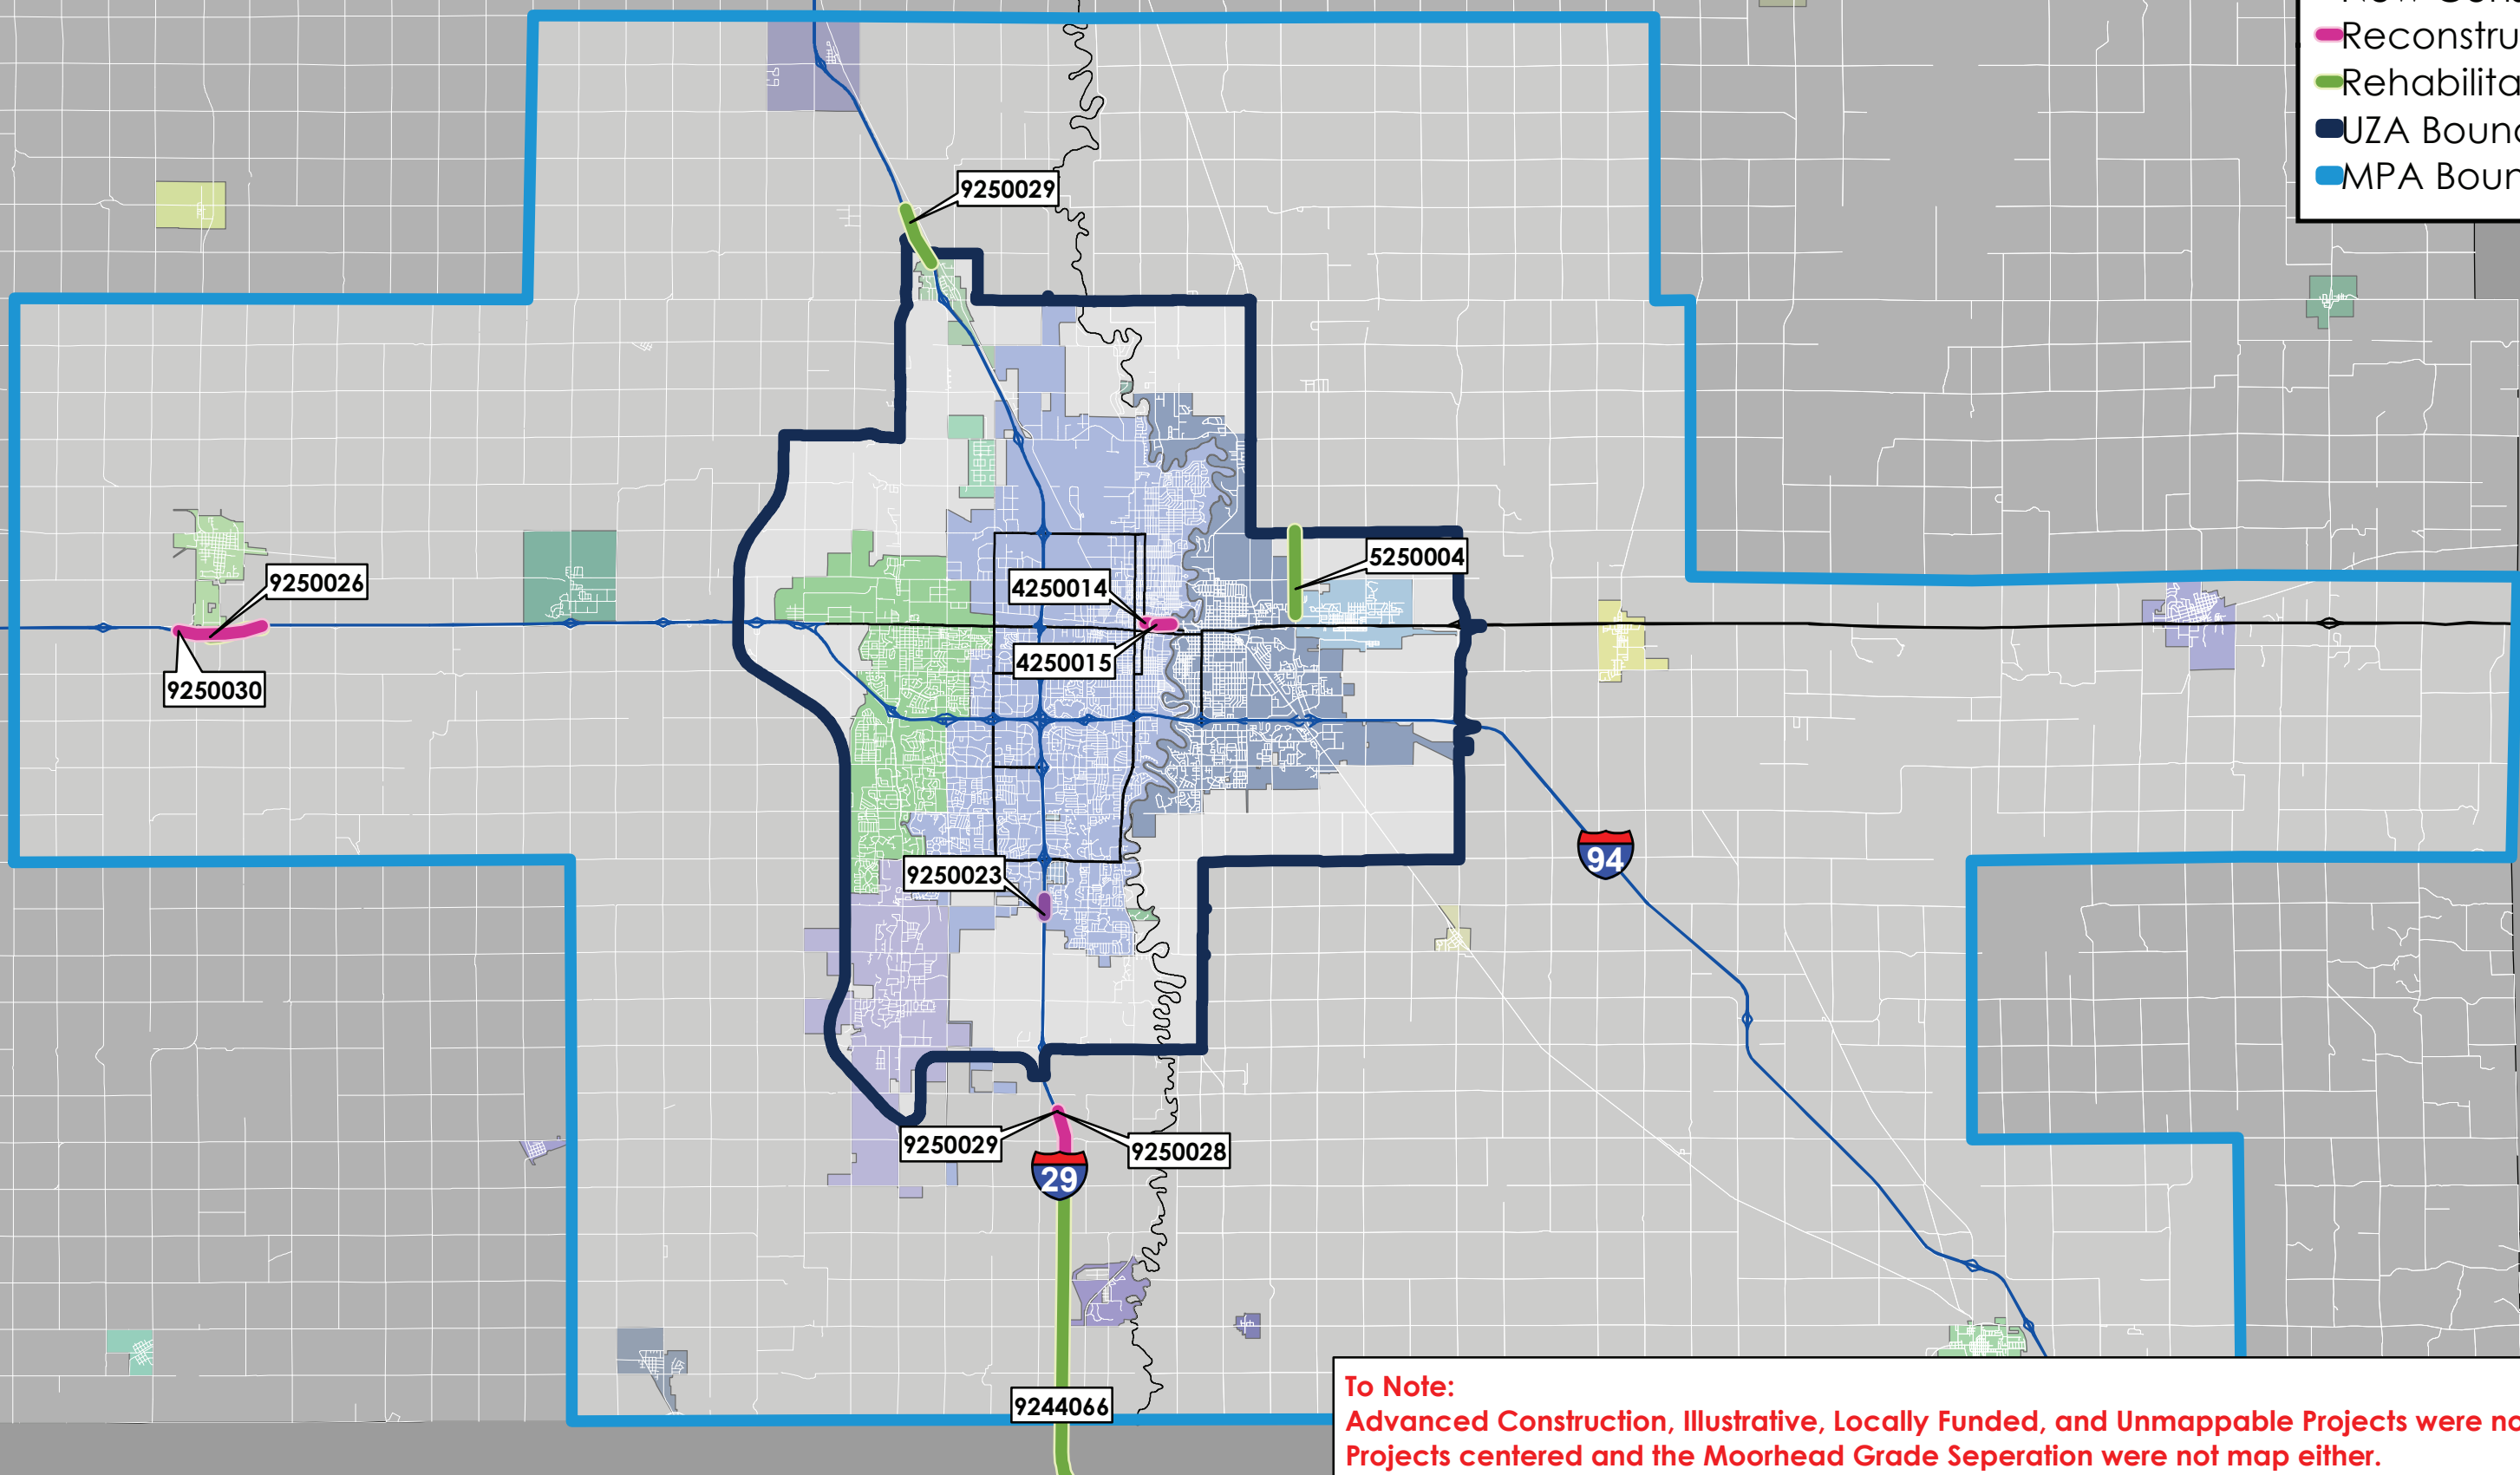 Reconstru
Rehabilita
UZA Bound
MPA Boun
9250029
5250004
4250014
9250026
4250015
9250030
94
9250023
9250029
9250028
29
9244066
To Note:
Advanced Construction, Illustrative, Locally Funded, and Unmappable Projects were no
Projects centered and the Moorhead Grade Seperation were not map either.